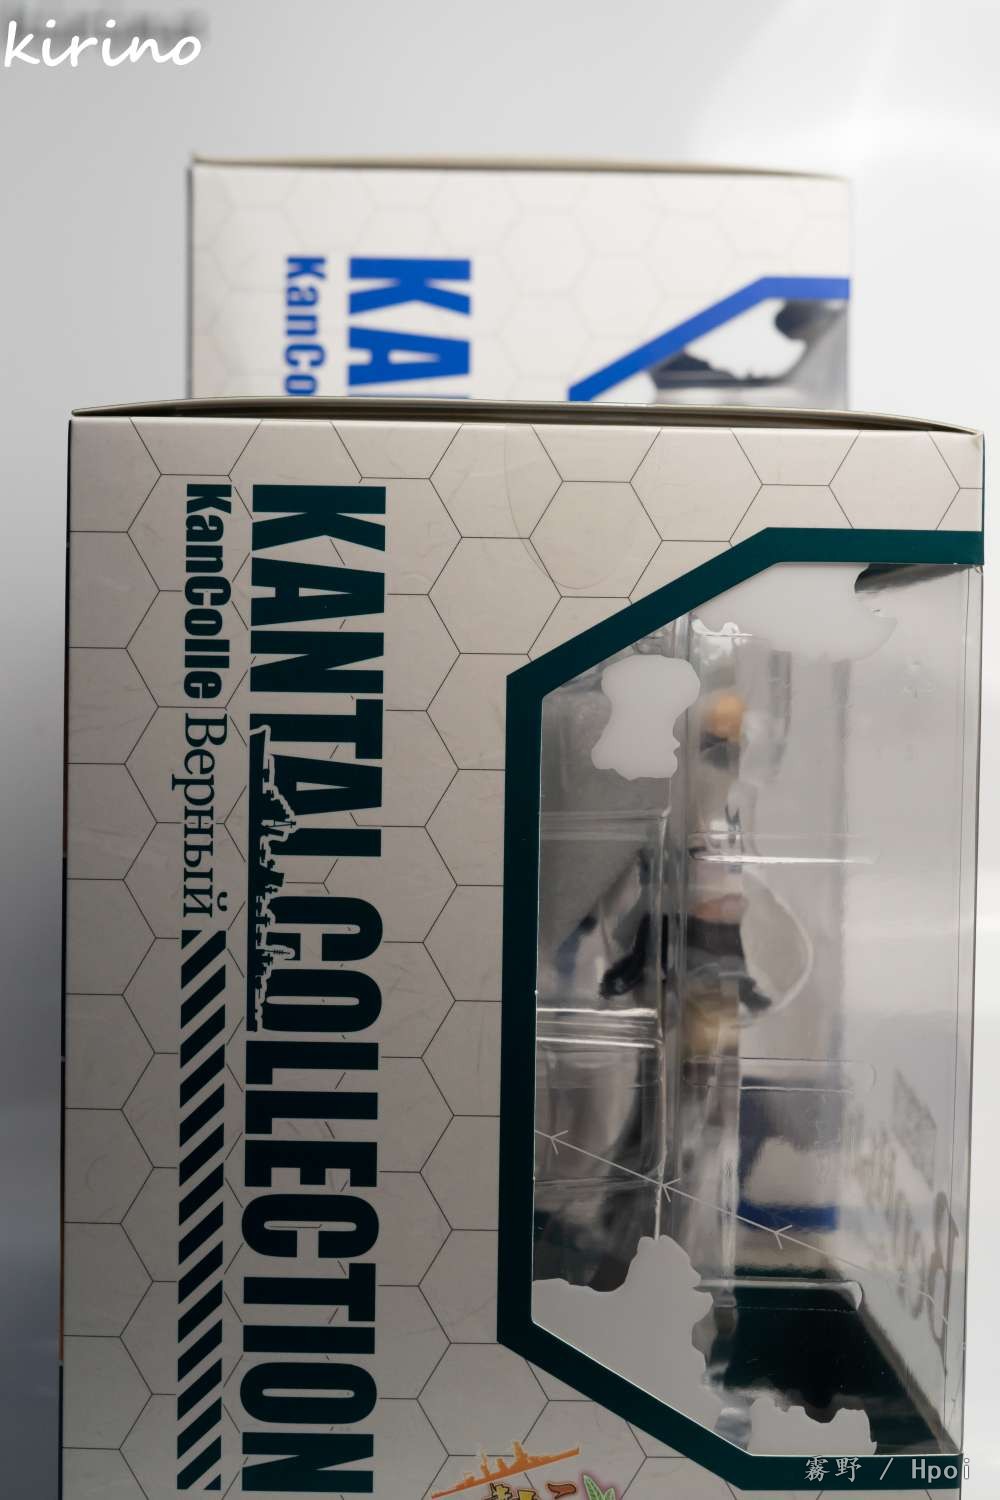 kirino
KA
KanCo
KANTAI COLLECTION
KanColle Верный
霧野 / Hpoi